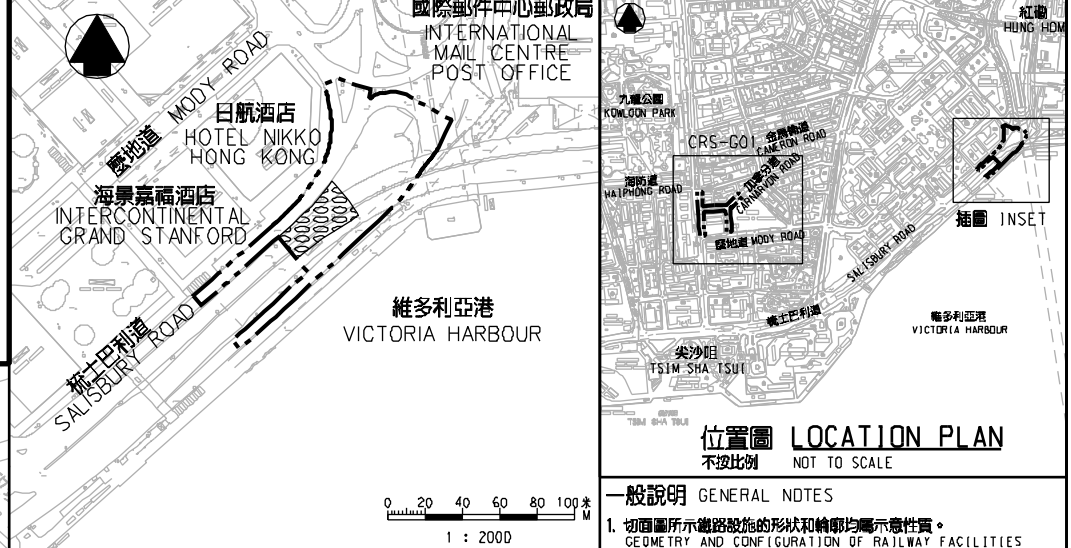 國際郵件中心郵政局
INTERNATIONAL
MAIL CENTRE
POST OFFICE
麼地道 MODY ROAD
日航酒店
HOTEL NIKKO
HONG KONG
海景嘉福酒店
INTERCONTINENTAL
GRAND STANFORD
梳士巴利道
SALISBURY ROAD
維多利亞港
VICTORIA HARBOUR
0 20 40 60 80 100 米
M
1 : 2000
紅磡
HUNG HOM
九龍公園
KOWLOON PARK
CRS-G01
金馬倫道
CAMERON ROAD
海防道
HAIPHONG ROAD
加拿分道
CARNARVON ROAD
麼地道 MODY ROAD
插圖 INSET
SALISBURY ROAD
梳士巴利道
維多利亞港
VICTORIA HARBOUR
尖沙咀
TSIM SHA TSUI
TSIM SHA TSUI
位置圖 LOCATION PLAN
不按比例 NOT TO SCALE
一般說明 GENERAL NOTES
1. 切面圖所示鐵路設施的形狀和輪廓均屬示意性質。
GEOMETRY AND CONFIGURATION OF RAILWAY FACILITIES